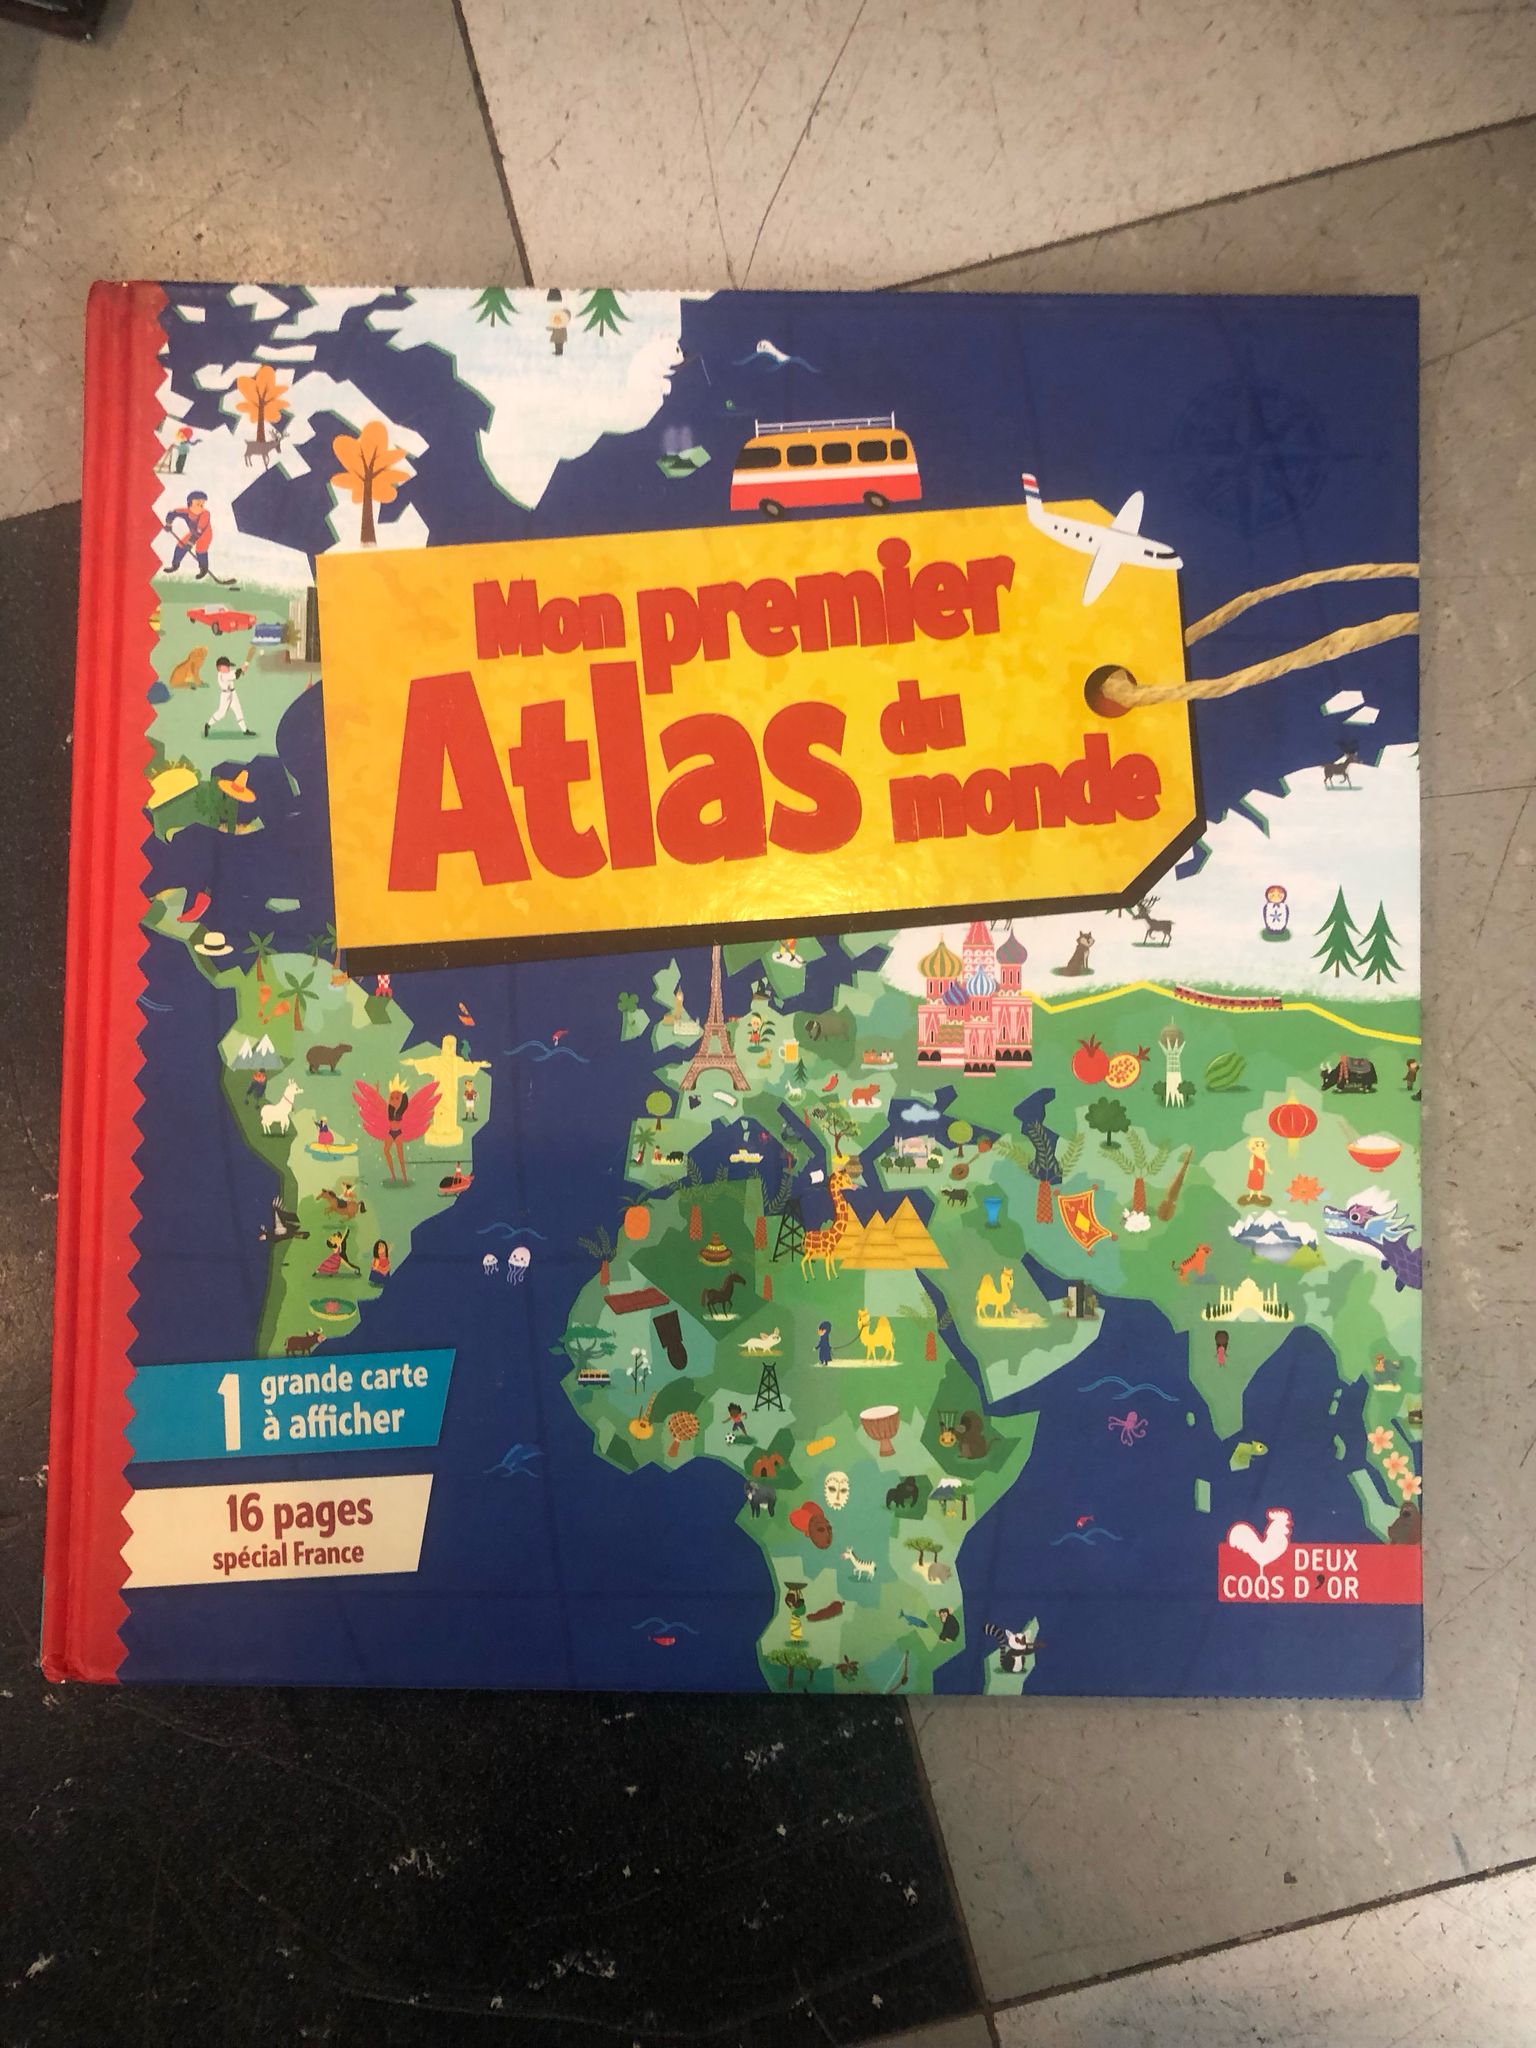 Mon premier
Atlas du
monde
1 grande carte
à afficher
16 pages
spécial France
DEUX
COQS D'OR